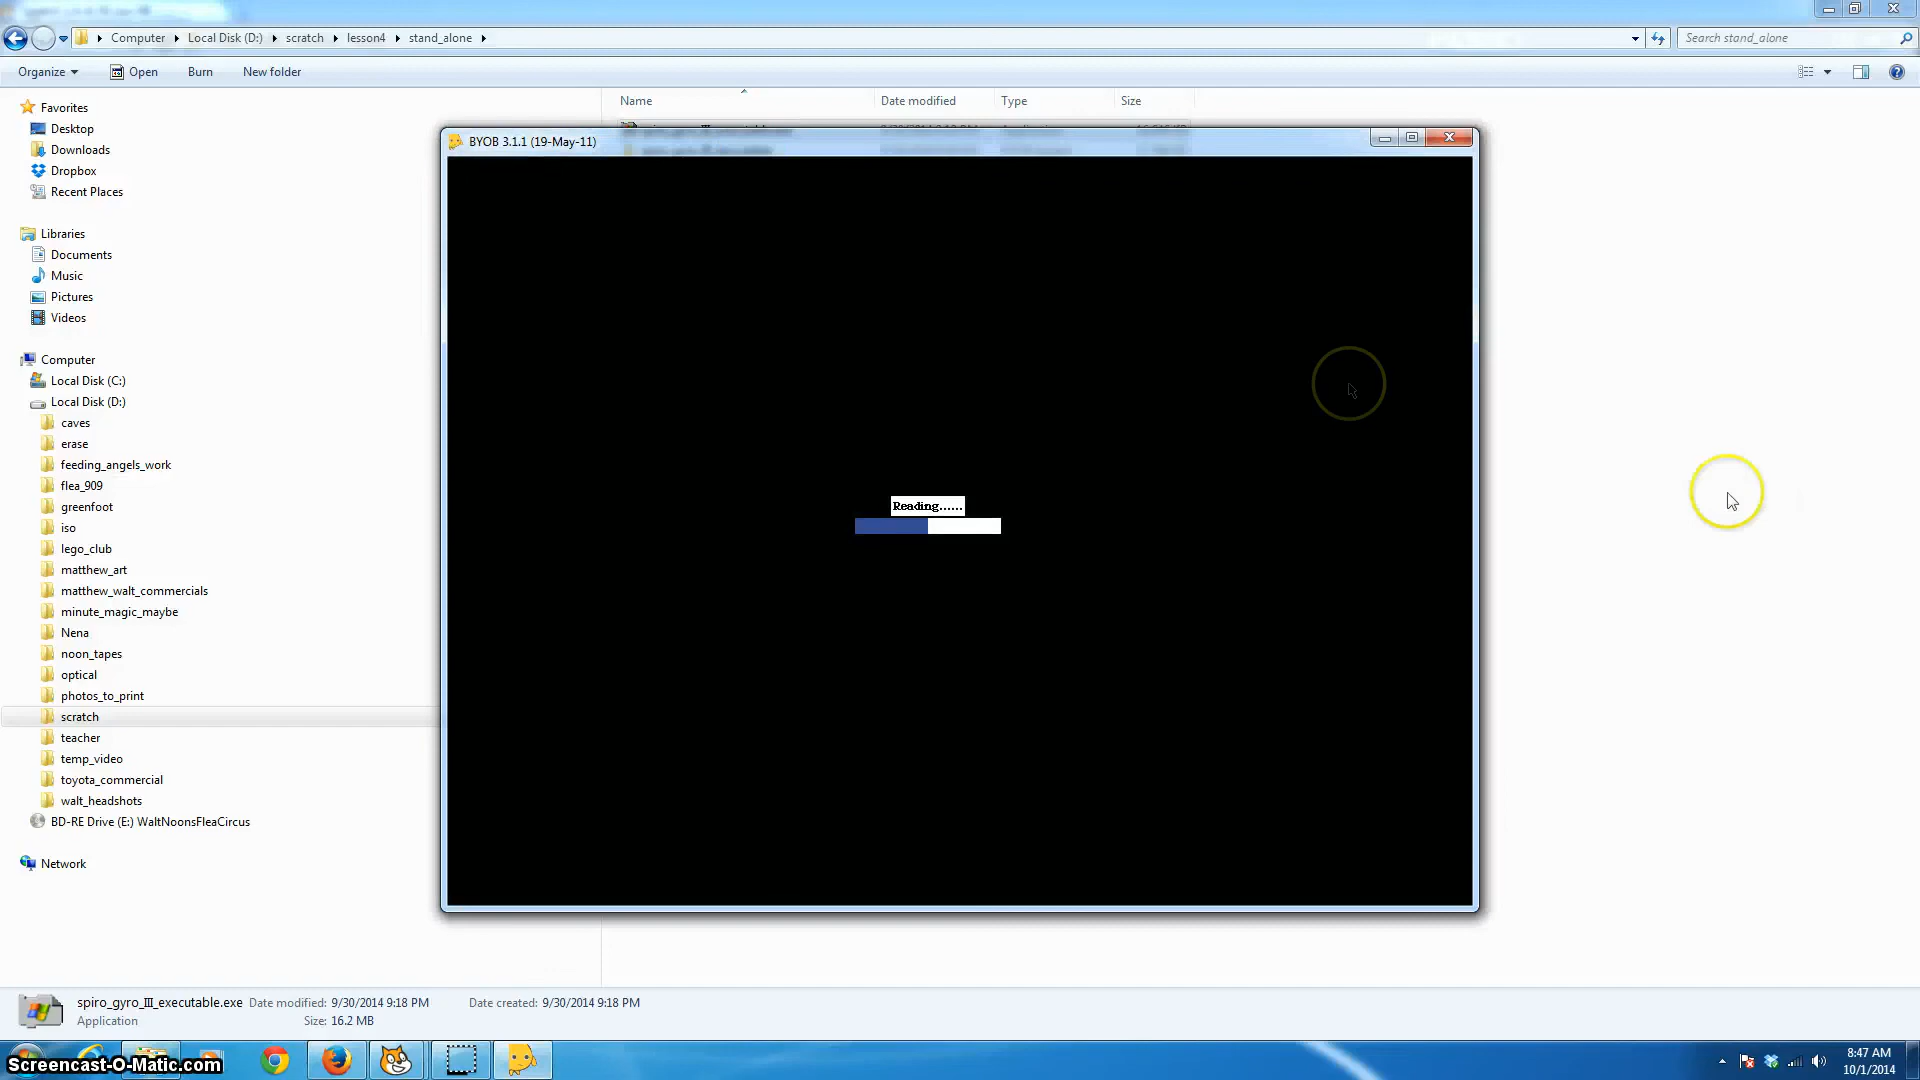 Computer Local Disk (D:) scratch lesson4 stand_alone
Search stand_alone
Organize Open Burn New folder
Name Date modified Type Size
Favorites
Desktop
Downloads
Dropbox
Recent Places
Libraries
Documents
Music
Pictures
Videos
Computer
Local Disk (C:)
Local Disk (D:)
caves
erase
feeding_angels_work
flea_909
greenfoot
iso
lego_club
matthew_art
matthew_walt_commercials
minute_magic_maybe
Nena
noon_tapes
optical
photos_to_print
scratch
teacher
temp_video
toyota_commercial
walt_headshots
BD-RE Drive (E:) WaltNoonsFleaCircus
Network
BYOB 3.1.1 (19-May-11)
Reading......
spiro_gyro_III_executable.exe Date modified: 9/30/2014 9:18 PM Date created: 9/30/2014 9:18 PM
Application Size: 16.2 MB
Screencast-O-Matic.com
8:47 AM
10/1/2014